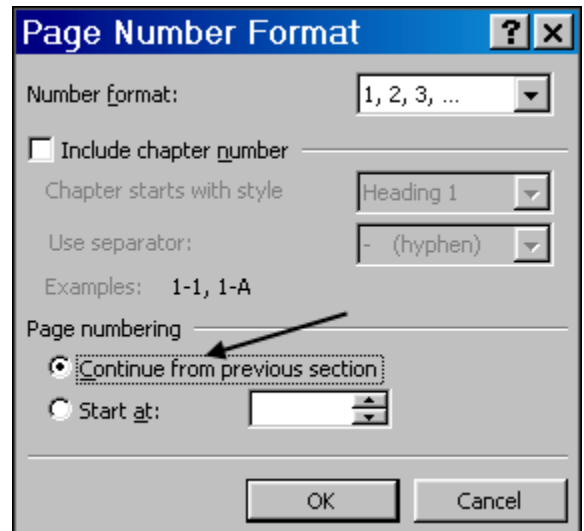 Page Number Format
Number format: 1, 2, 3, ...
Include chapter number
Chapter starts with style Heading 1
Use separator: - (hyphen)
Examples: 1-1, 1-A
Page numbering
Continue from previous section
Start at:
OK Cancel